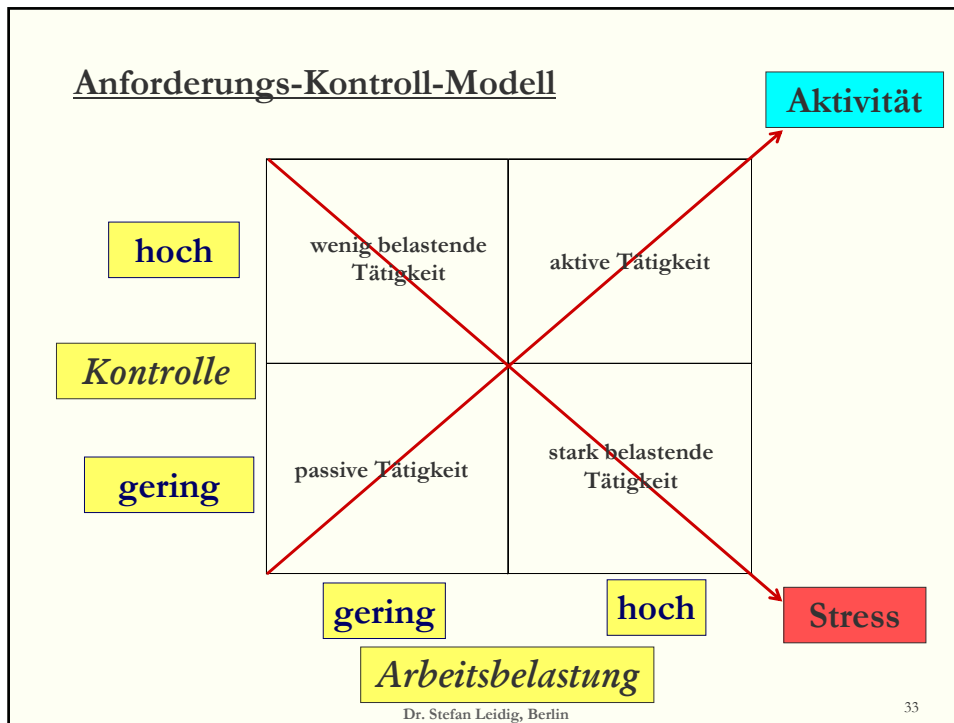 Anforderungs-Kontroll-Modell
Aktivität
hoch
wenig belastende
Tätigkeit
aktive Tätigkeit
Kontrolle
gering
passive Tätigkeit
stark belastende
Tätigkeit
gering
hoch
Stress
Arbeitsbelastung
Dr. Stefan Leidig, Berlin
33